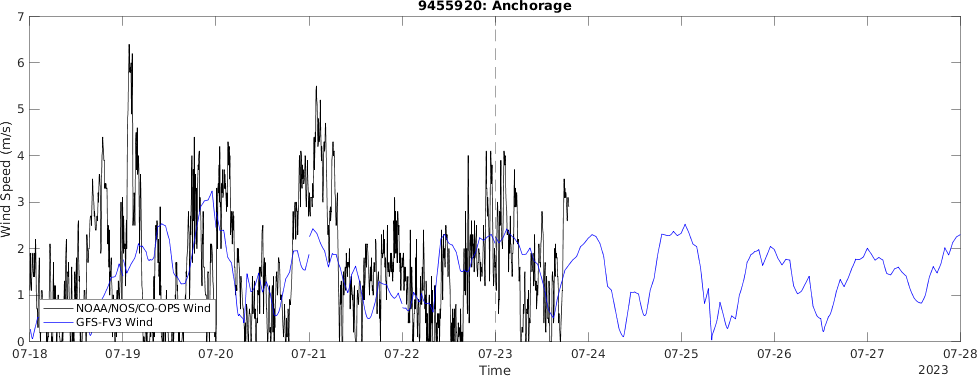 9455920: Anchorage
7
6
5
4
3
2
1
0
Wind Speed (m/s)
NOAA/NOS/CO-OPS Wind
GFS-FV3 Wind
07-18 07-19 07-20 07-21 07-22 07-23 07-24 07-25 07-26 07-27 07-28
Time
2023